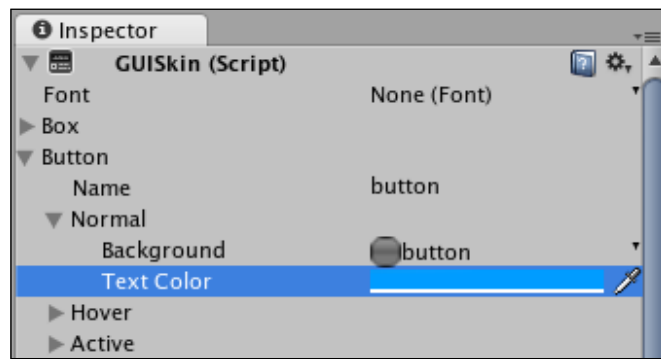 Inspector
GUISkin (Script)
Font None (Font)
Box
Button
Name button
Normal
Background button
Text Color
Hover
Active